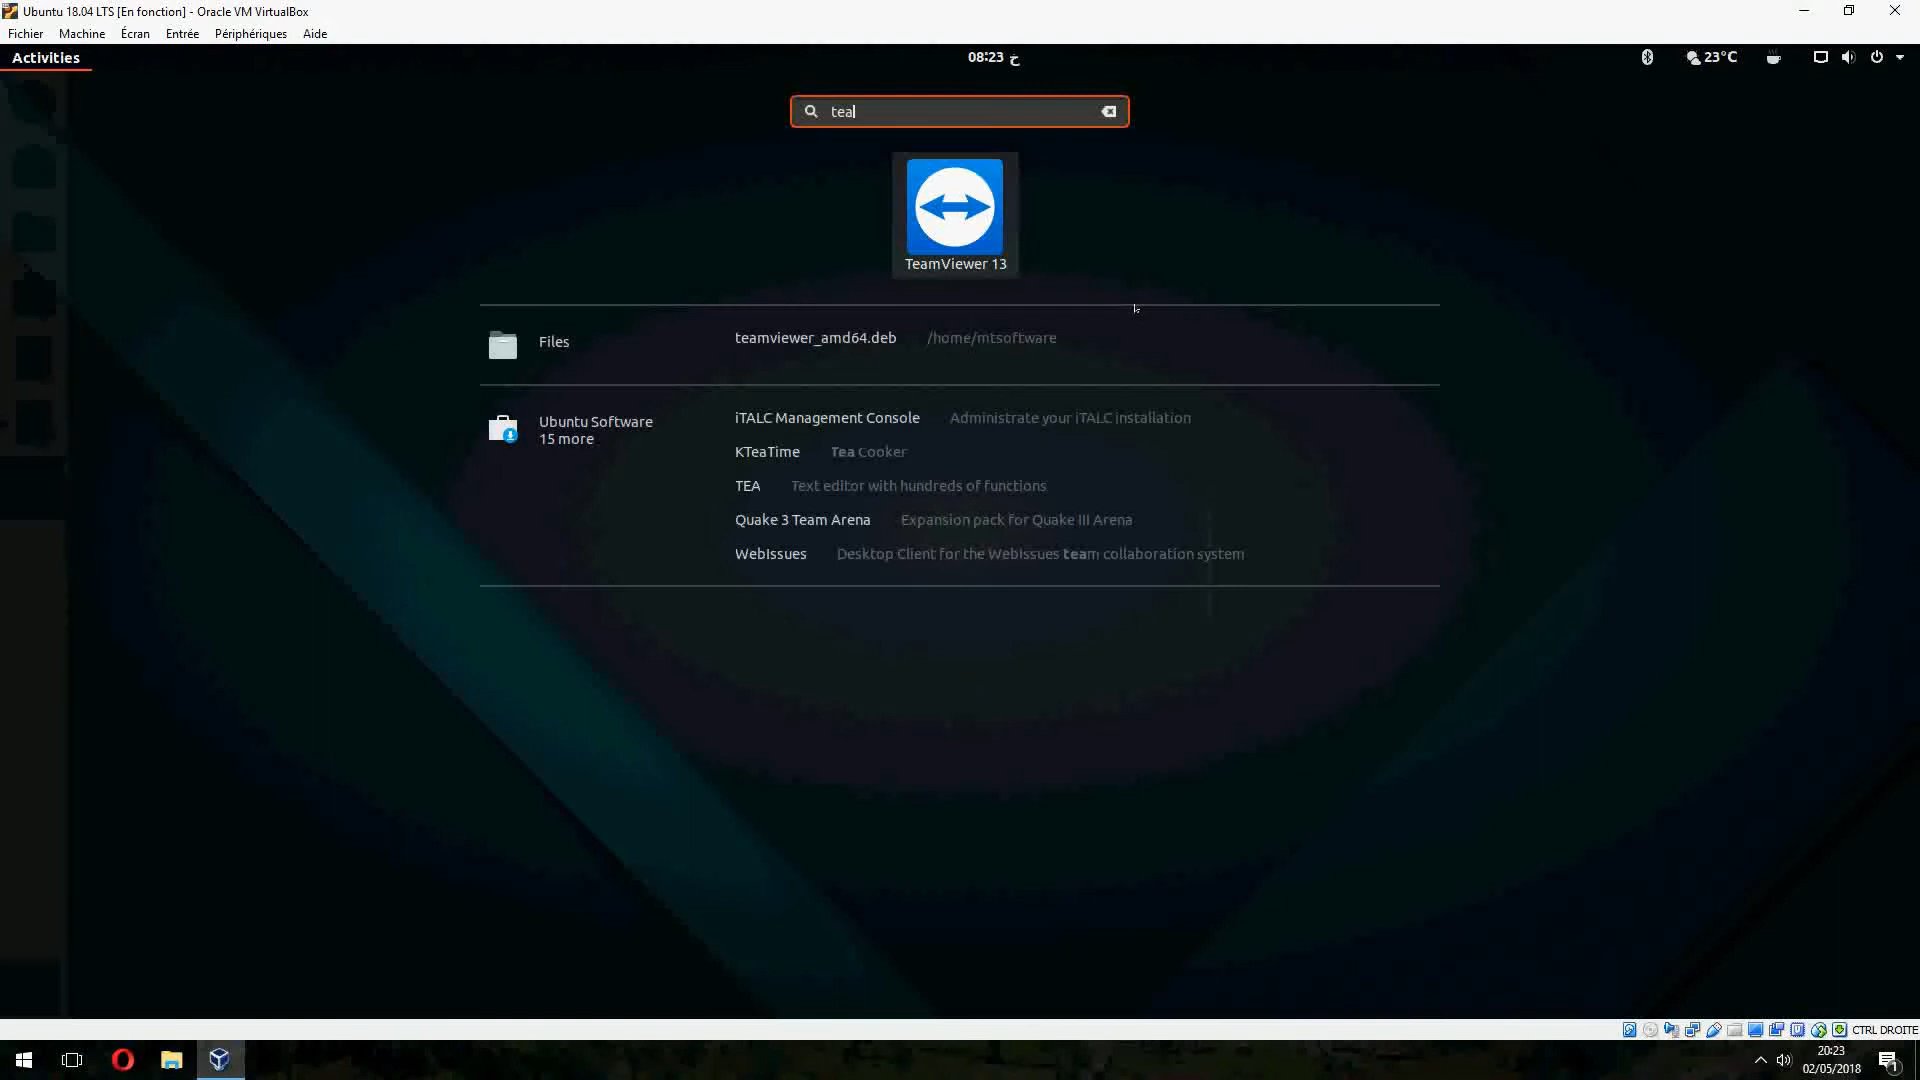 Ubuntu 18.04 LTS [En fonction] - Oracle VM VirtualBox
Fichier Machine Écran Entrée Périphériques Aide
Activities
08:23 خ
23°C
tea
TeamViewer 13
Files
teamviewer_amd64.deb /home/mtsoftware
Ubuntu Software
15 more
iTALC Management Console Administrate your iTALC installation
KTeaTime Tea Cooker
TEA Text editor with hundreds of functions
Quake 3 Team Arena Expansion pack for Quake III Arena
WebIssues Desktop Client for the WebIssues team collaboration system
CTRL DROITE
20:23
02/05/2018
1